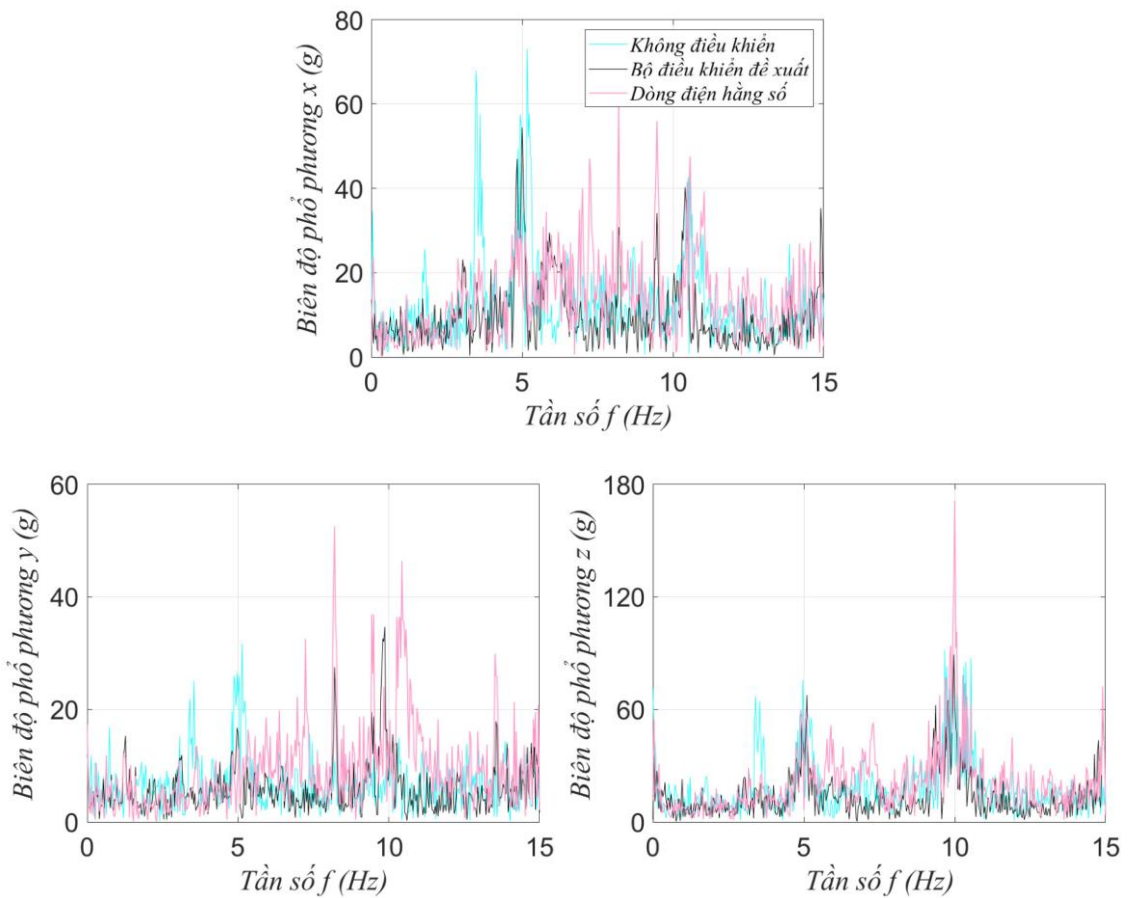 80
60
40
20
0
Biên độ phổ phương x (g)
Không điều khiển
Bộ điều khiển đề xuất
Dòng điện hằng số
0 5 10 15
Tần số f (Hz)
60
40
20
0
Biên độ phổ phương y (g)
0 5 10 15
Tần số f (Hz)
180
120
60
0
Biên độ phổ phương z (g)
0 5 10 15
Tần số f (Hz)